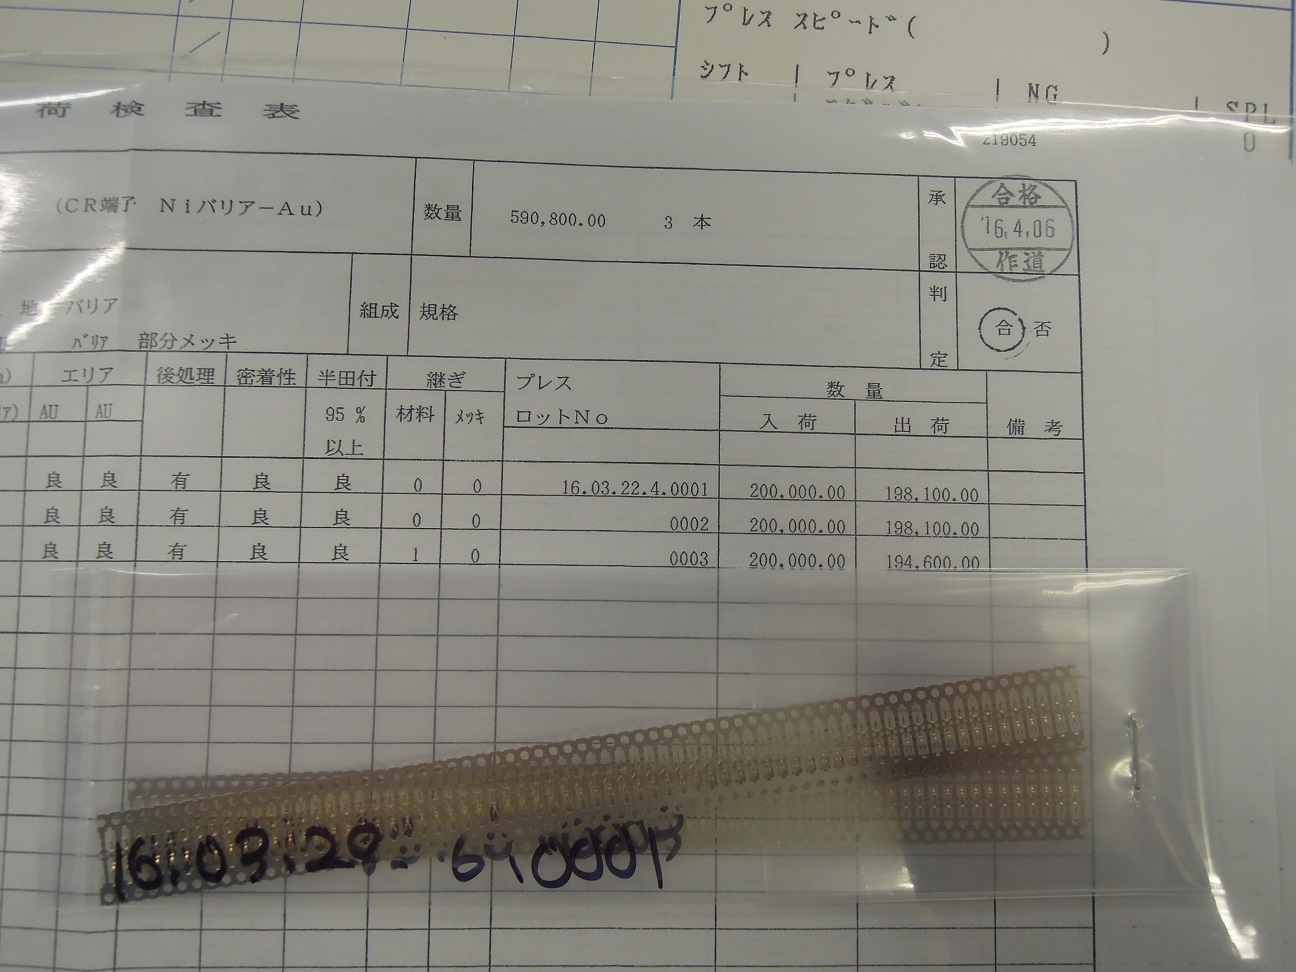 プレス スピード (
)
シフト | プレス | NG | SPL
0
荷 検 査 表
219054
(CR端子 Niバリア-Au) 数量 590,800.00 3 本 承認
合格
'16.4.06
作道
地 バリア 組成 規格 判定 合 否
バリア 部分メッキ
エリア 後処理 密着性 半田付 継ぎ プレス 数 量
AU AU 95 % 材料 メッキ ロットNo 入 荷 出 荷 備 考
以上
良 良 有 良 良 0 0 16.03.22.4.0001 200,000.00 198,100.00
良 良 有 良 良 0 0 0002 200,000.00 198,100.00
良 良 有 良 良 1 0 0003 200,000.00 194,600.00